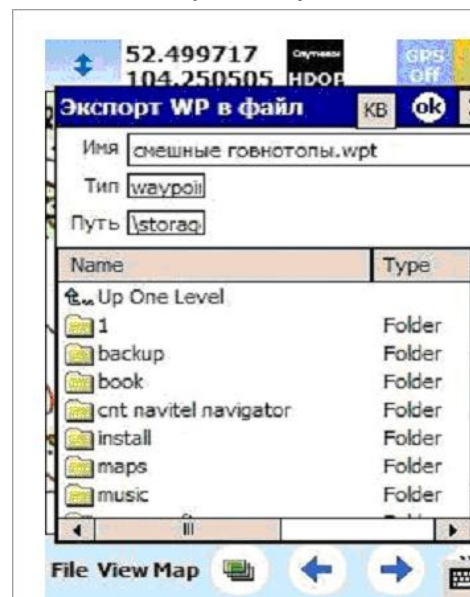 52.499717
104.250505 HDOP
GPS
Off
Экспорт WP в файл KB ok
Имя смешные говнотопы.wpt
Тип waypoin
Путь \storag
Name Type
Up One Level
1 Folder
backup Folder
book Folder
cnt navitel navigator Folder
install Folder
maps Folder
music Folder
File View Map